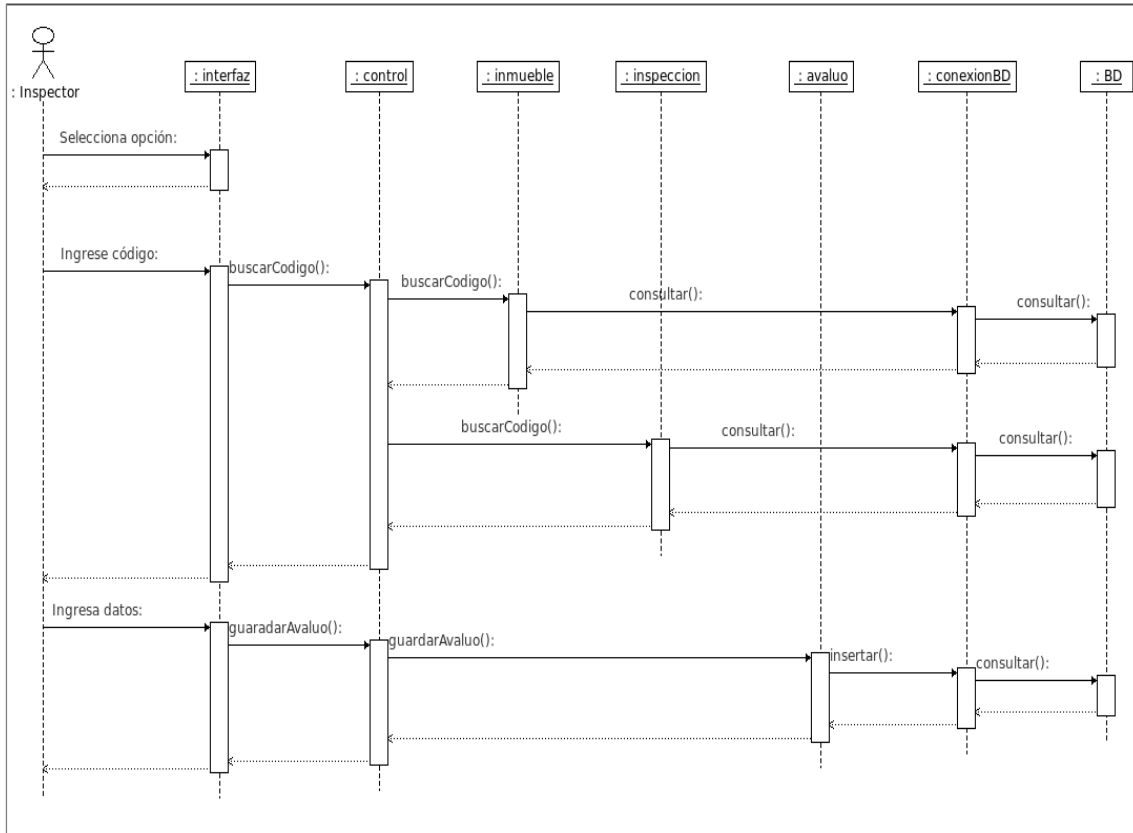 : Inspector
: interfaz
: control
: inmueble
: inspeccion
: avaluo
: conexionBD
: BD
Selecciona opción:
Ingrese código:
buscarCodigo():
buscarCodigo():
consultar():
consultar():
buscarCodigo():
consultar():
consultar():
Ingresa datos:
guaradarAvaluo():
guardarAvaluo():
insertar():
consultar():